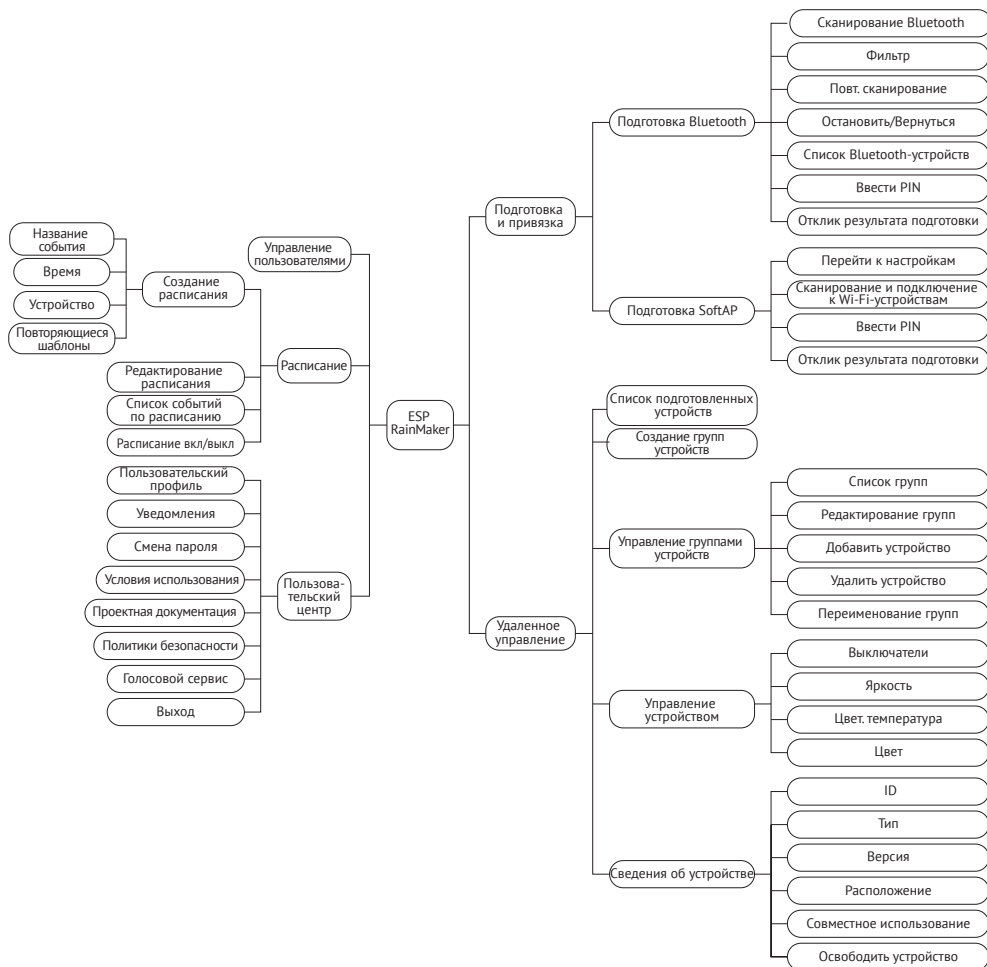 Название
события
Время
Устройство
Повторяющиеся
шаблоны
Создание
расписания
Редактирование
расписания
Список событий
по расписанию
Расписание вкл/выкл
Управление
пользователями
Расписание
Пользовательский
профиль
Уведомления
Смена пароля
Условия использования
Проектная документация
Политики безопасности
Голосовой сервис
Выход
Пользова-
тельский
центр
ESP
RainMaker
Подготовка
и привязка
Подготовка Bluetooth
Сканирование Bluetooth
Фильтр
Повт. сканирование
Остановить/Вернуться
Список Bluetooth-устройств
Ввести PIN
Отклик результата подготовки
Подготовка SoftAP
Перейти к настройкам
Сканирование и подключение
к Wi-Fi-устройствам
Ввести PIN
Отклик результата подготовки
Удаленное
управление
Список подготовленных
устройств
Создание групп
устройств
Управление группами
устройств
Список групп
Редактирование групп
Добавить устройство
Удалить устройство
Переименование групп
Управление
устройством
Выключатели
Яркость
Цвет. температура
Цвет
Сведения об устройстве
ID
Тип
Версия
Расположение
Совместное использование
Освободить устройство